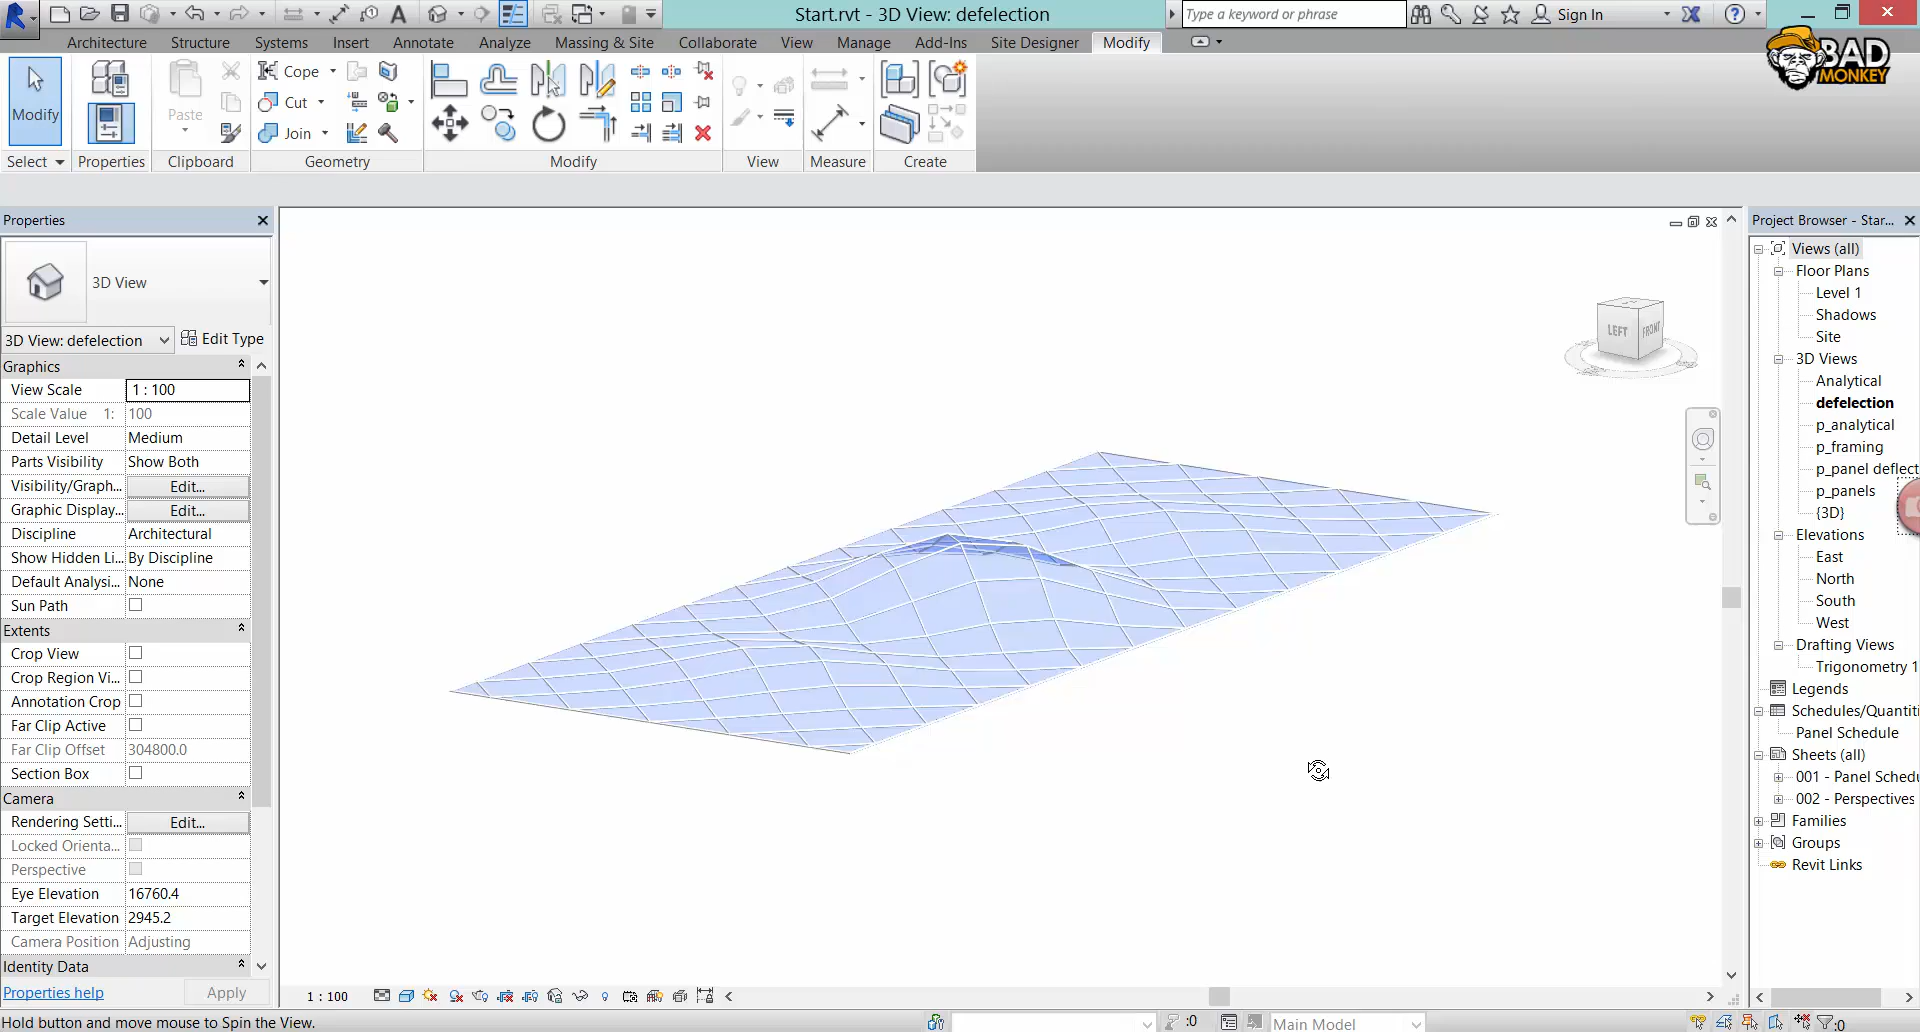 Start.rvt - 3D View: defelection
Type a keyword or phrase
Sign In
Architecture Structure Systems Insert Annotate Analyze Massing & Site Collaborate View Manage Add-Ins Site Designer Modify
BAD MONKEY
Modify
Cope
Cut
Join
Paste
Select Properties Clipboard Geometry Modify View Measure Create
Properties
3D View
3D View: defelection Edit Type
Graphics
View Scale 1 : 100
Scale Value 1: 100
Detail Level Medium
Parts Visibility Show Both
Visibility/Graph... Edit...
Graphic Display... Edit...
Discipline Architectural
Show Hidden Li... By Discipline
Default Analysi... None
Sun Path
Extents
Crop View
Crop Region Vi...
Annotation Crop
Far Clip Active
Far Clip Offset 304800.0
Section Box
Camera
Rendering Setti... Edit...
Locked Orienta...
Perspective
Eye Elevation 16760.4
Target Elevation 2945.2
Camera Position Adjusting
Identity Data
Properties help Apply
LEFT FRONT
1 : 100
Project Browser - Star...
Views (all)
Floor Plans
Level 1
Shadows
Site
3D Views
Analytical
defelection
p_analytical
p_framing
p_panel deflect
p_panels
{3D}
Elevations
East
North
South
West
Drafting Views
Trigonometry 1
Legends
Schedules/Quantiti
Panel Schedule
Sheets (all)
001 - Panel Schedu
002 - Perspectives
Families
Groups
Revit Links
Hold button and move mouse to Spin the View.
:0
Main Model
:0